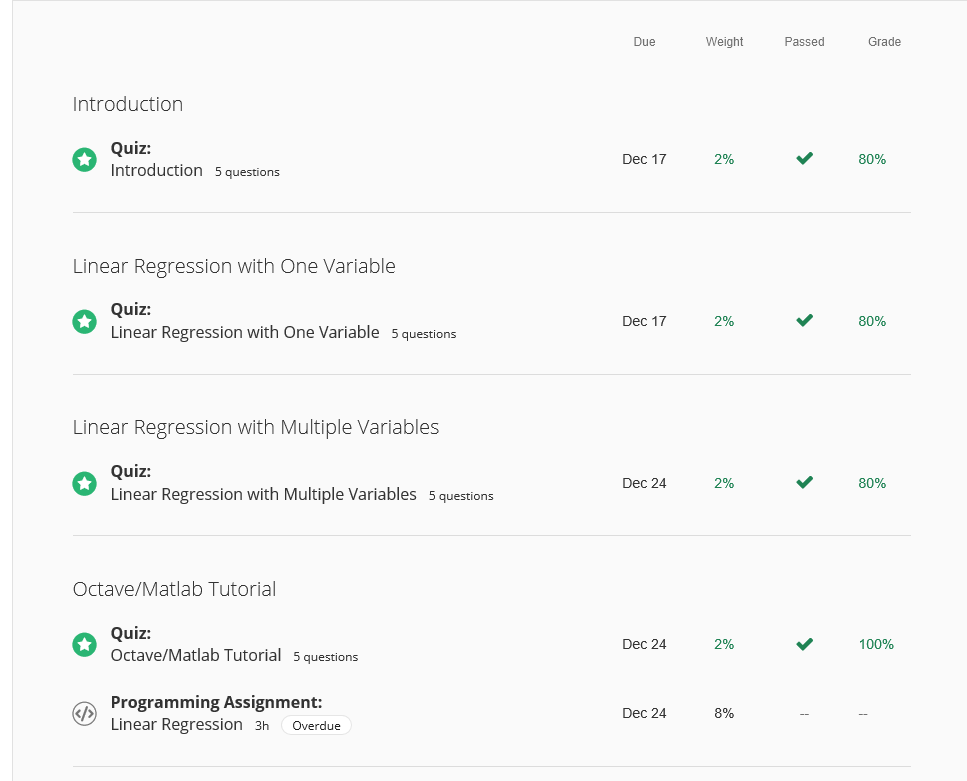 Due Weight Passed Grade
Introduction
Quiz:
Introduction 5 questions Dec 17 2% 80%
Linear Regression with One Variable
Quiz:
Linear Regression with One Variable 5 questions Dec 17 2% 80%
Linear Regression with Multiple Variables
Quiz:
Linear Regression with Multiple Variables 5 questions Dec 24 2% 80%
Octave/Matlab Tutorial
Quiz:
Octave/Matlab Tutorial 5 questions Dec 24 2% 100%
Programming Assignment:
Linear Regression 3h Overdue Dec 24 8% -- --